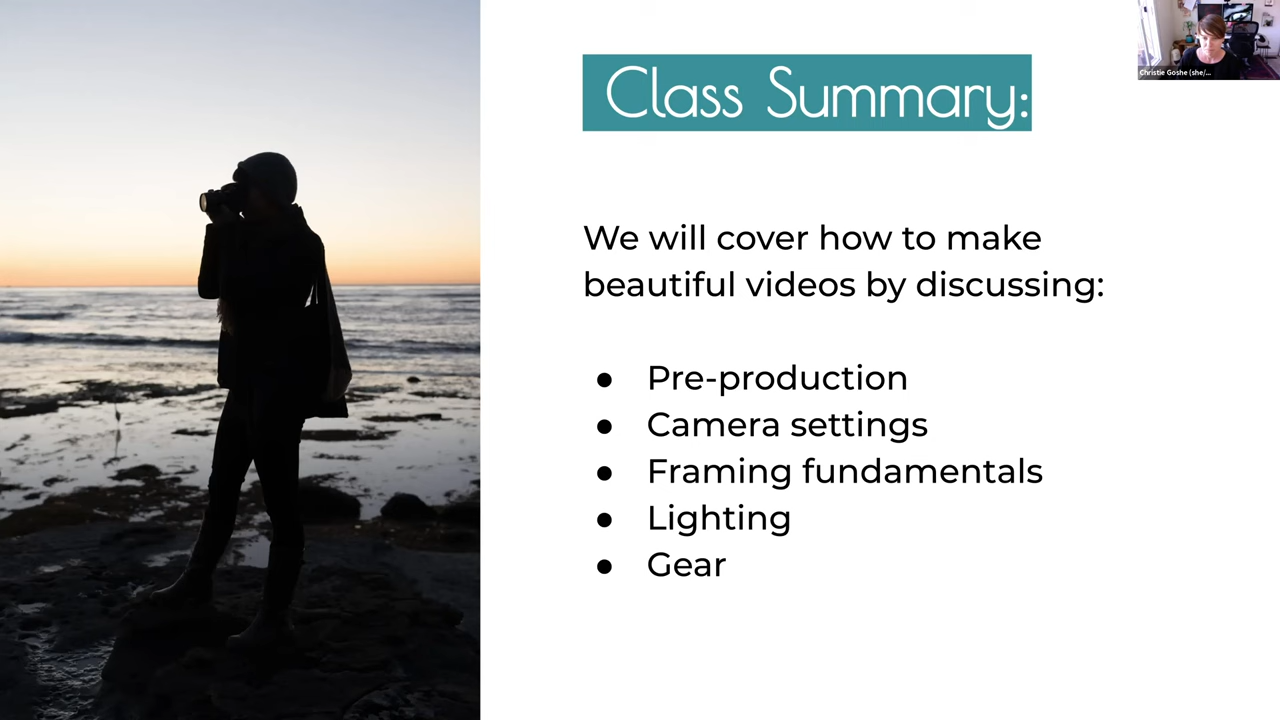 Class Summary:
Christie Goshe (she/...
We will cover how to make
beautiful videos by discussing:
● Pre-production
● Camera settings
● Framing fundamentals
● Lighting
● Gear